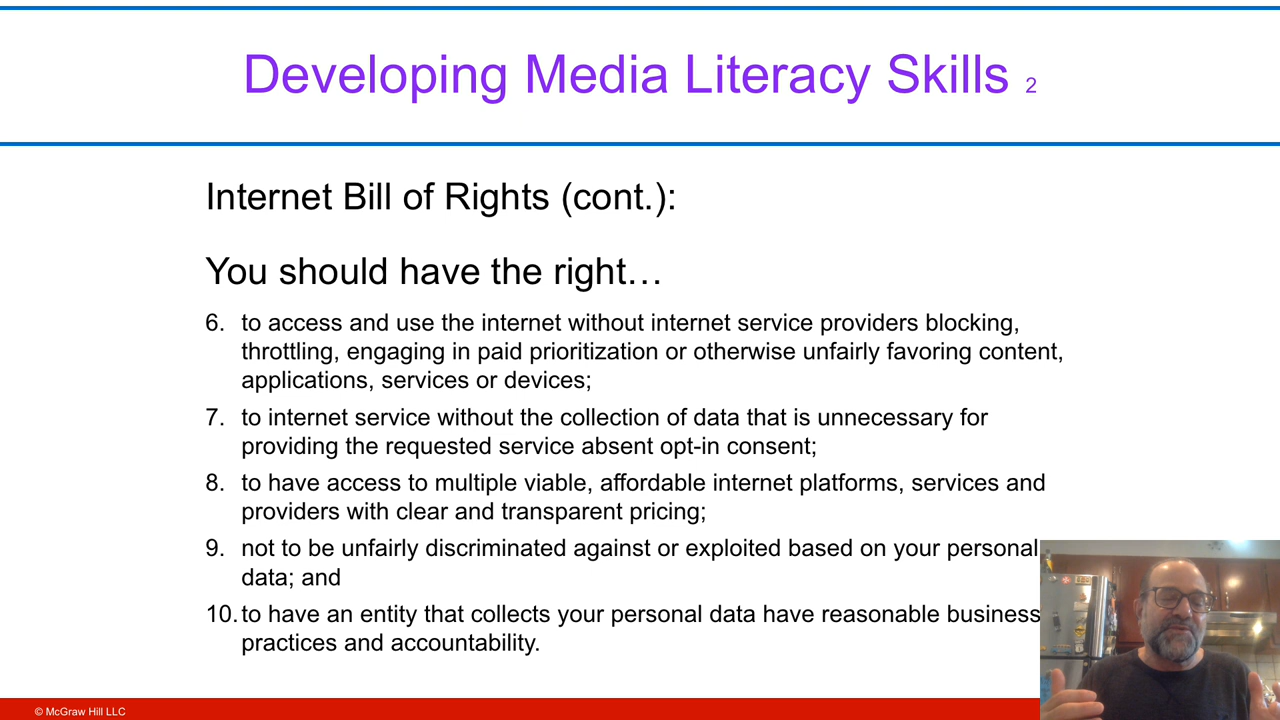 Developing Media Literacy Skills 2
Internet Bill of Rights (cont.):
You should have the right…
6. to access and use the internet without internet service providers blocking,
throttling, engaging in paid prioritization or otherwise unfairly favoring content,
applications, services or devices;
7. to internet service without the collection of data that is unnecessary for
providing the requested service absent opt-in consent;
8. to have access to multiple viable, affordable internet platforms, services and
providers with clear and transparent pricing;
9. not to be unfairly discriminated against or exploited based on your personal
data; and
10. to have an entity that collects your personal data have reasonable business
practices and accountability.
© McGraw Hill LLC